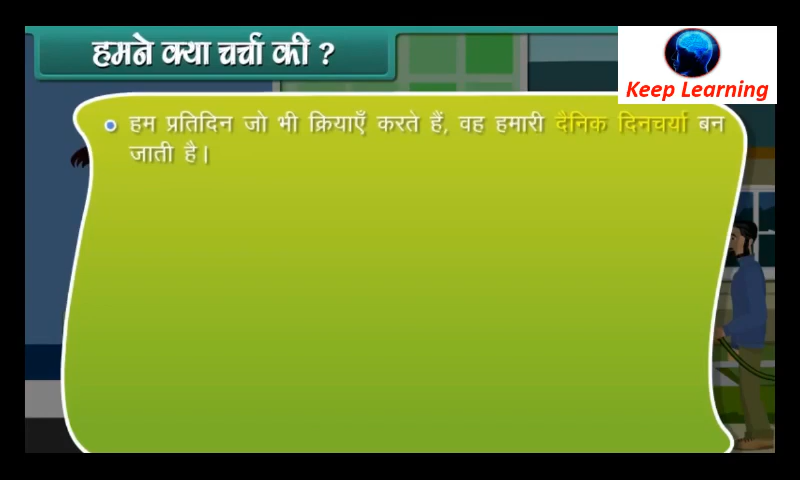 हमने क्या चर्चा की ?
Keep Learning
हम प्रतिदिन जो भी क्रियाएँ करते हैं, वह हमारी दैनिक दिनचर्या बन
जाती है।